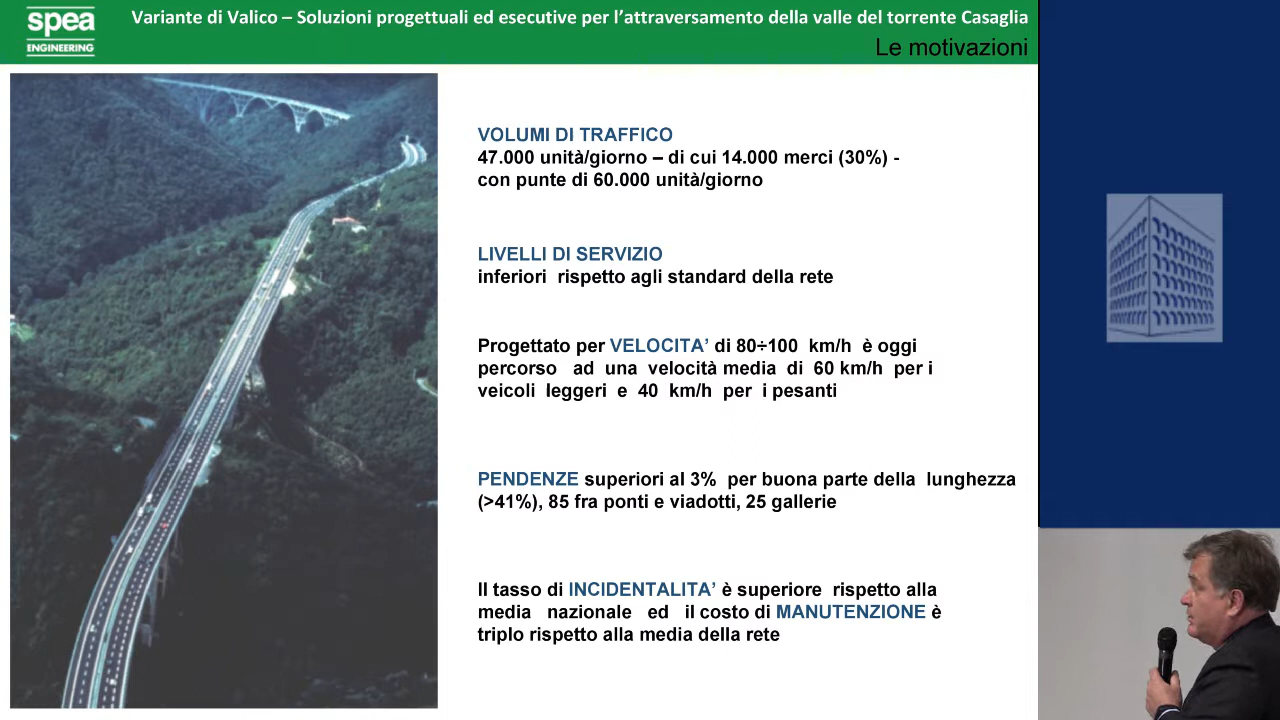 spea
ENGINEERING
Variante di Valico – Soluzioni progettuali ed esecutive per l’attraversamento della valle del torrente Casaglia
Le motivazioni
VOLUMI DI TRAFFICO
47.000 unità/giorno – di cui 14.000 merci (30%) -
con punte di 60.000 unità/giorno
LIVELLI DI SERVIZIO
inferiori rispetto agli standard della rete
Progettato per VELOCITA’ di 80÷100 km/h è oggi
percorso ad una velocità media di 60 km/h per i
veicoli leggeri e 40 km/h per i pesanti
PENDENZE superiori al 3% per buona parte della lunghezza
(>41%), 85 fra ponti e viadotti, 25 gallerie
Il tasso di INCIDENTALITA’ è superiore rispetto alla
media nazionale ed il costo di MANUTENZIONE è
triplo rispetto alla media della rete